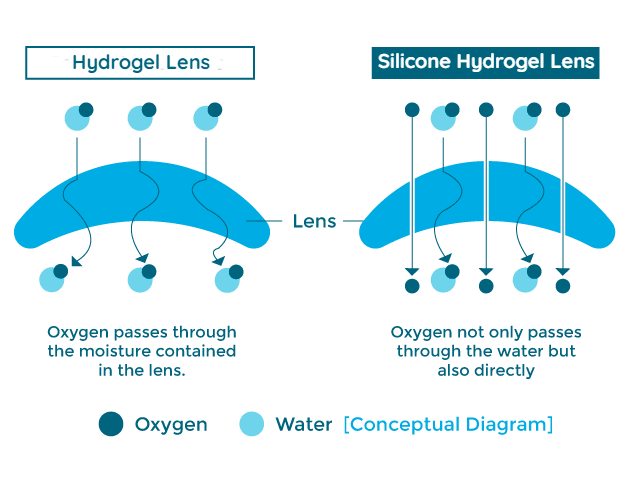 Hydrogel Lens
Silicone Hydrogel Lens
Lens
Oxygen passes through
the moisture contained
in the lens.
Oxygen not only passes
through the water but
also directly
Oxygen
Water
[Conceptual Diagram]